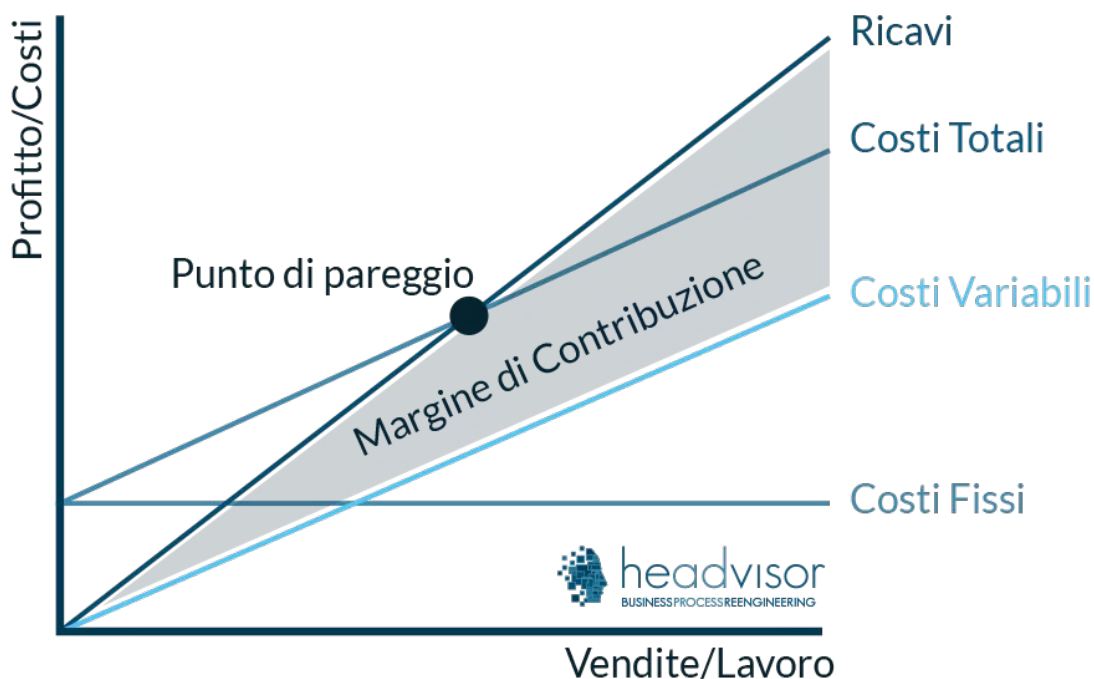 Profitto/Costi
Ricavi
Costi Totali
Punto di pareggio
Costi Variabili
Margine di Contribuzione
Costi Fissi
headvisor
BUSINESSPROCESSREENGINEERING
Vendite/Lavoro